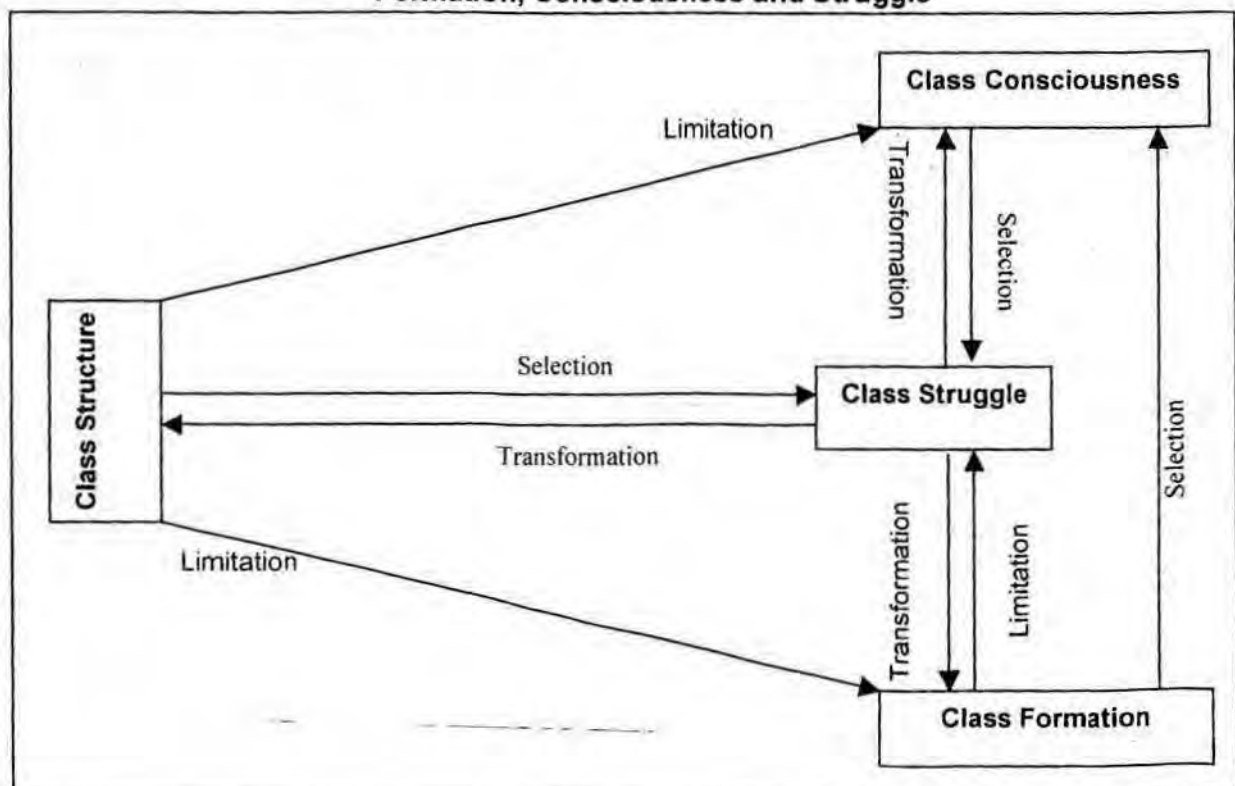 Formation, Consciousness and Struggle
Class Consciousness
Limitation
Transformation
Selection
Class Structure
Selection
Class Struggle
Transformation
Selection
Limitation
Transformation
Limitation
Class Formation